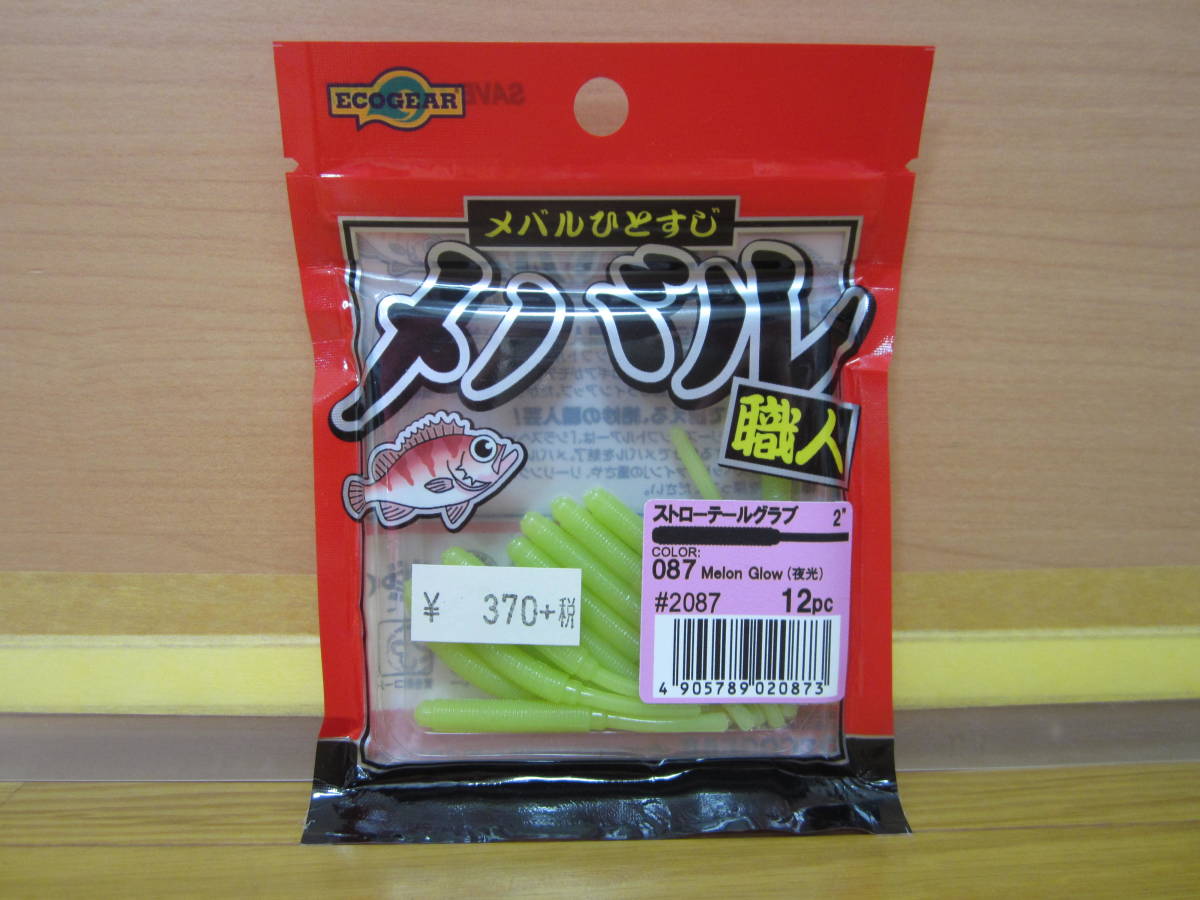 ECOGEAR
メバルひとすじ
メバル
職人
ストローテールグラブ 2"
COLOR:
087 Melon Glow (夜光)
#2087 12pc
4 905789 020873
¥ 370+税